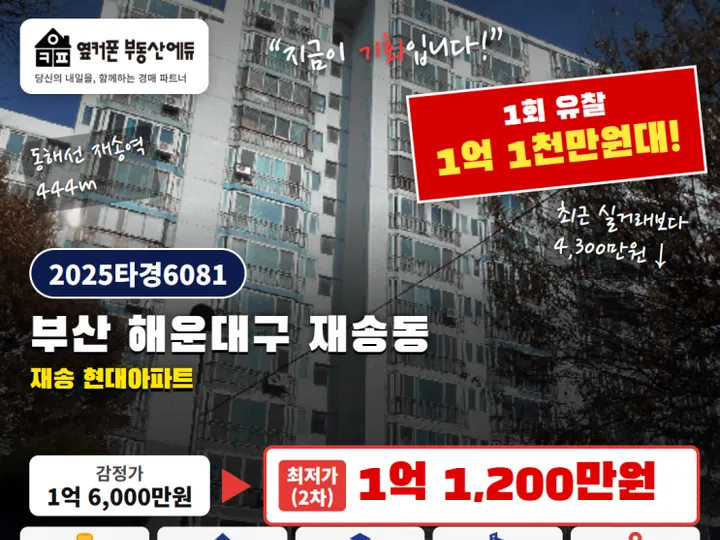 옆커폰 부동산에듀
당신의 내일을, 함께하는 경매 파트너
“지금이 기회입니다!”
1회 유찰
1억 1천만원대!
동해선 재송역
444m
최근 실거래보다
4,300만원 ↓
2025타경6081
부산 해운대구 재송동
재송 현대아파트
감정가
1억 6,000만원
최저가
(2차)
1억 1,200만원